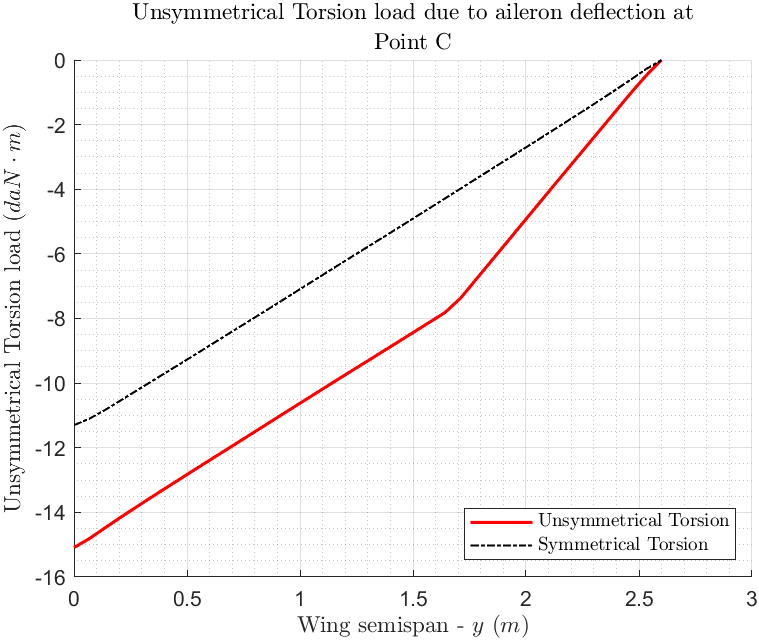 Unsymmetrical Torsion load due to aileron deflection at
Point C
Unsymmetrical Torsion load (daN · m)
0
-2
-4
-6
-8
-10
-12
-14
-16
0
0.5
1
1.5
2
2.5
3
Wing semispan - y (m)
Unsymmetrical Torsion
Symmetrical Torsion